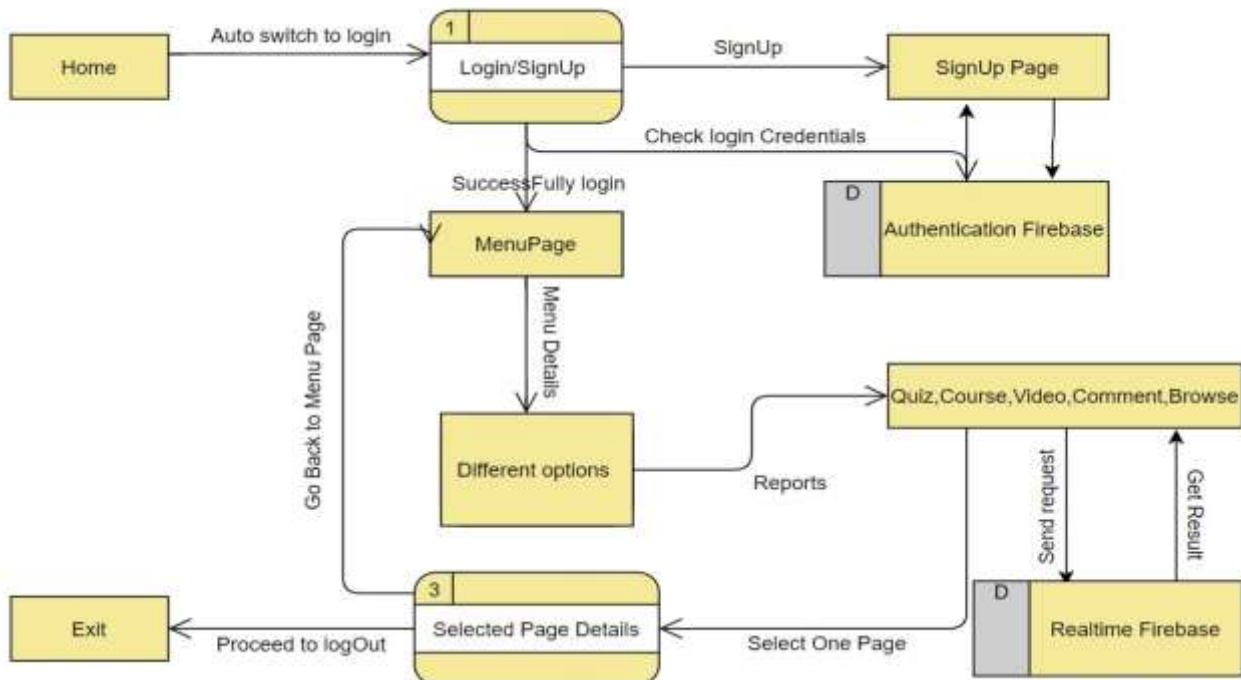 Auto switch to login
1
SignUp
Home
Login/SignUp
SignUp Page
Check login Credentials
SuccessFully login
D
Authentication Firebase
MenuPage
Menu Details
Go Back to Menu Page
Quiz,Course,Video,Comment,Browse
Different options
Reports
Send request
Get Result
3
D
Exit
Selected Page Details
Realtime Firebase
Proceed to logOut
Select One Page